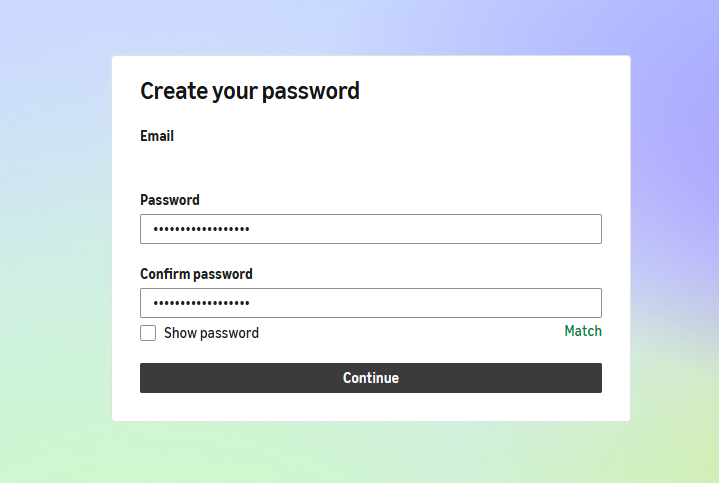 Create your password
Email
Password
••••••••••••••••••
Confirm password
••••••••••••••••••
Show password
Match
Continue